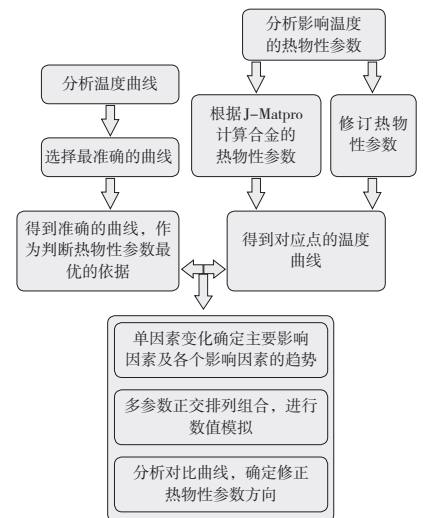 分析影响温度
的热物性参数
分析温度曲线
根据J-Matpro
计算合金的
热物性参数
修订热物
性参数
选择最准确的曲线
得到准确的曲线，作
为判断热物性参数最
优的依据
得到对应点的温度
曲线
单因素变化确定主要影响
因素及各个影响因素的趋势
多参数正交排列组合，进行
数值模拟
分析对比曲线，确定修正
热物性参数方向